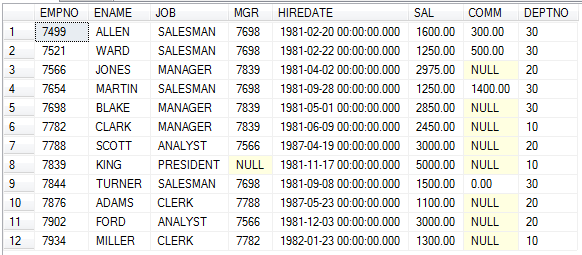 EMPNO ENAME JOB MGR HIREDATE SAL COMM DEPTNO
1 7499 ALLEN SALESMAN 7698 1981-02-20 00:00:00.000 1600.00 300.00 30
2 7521 WARD SALESMAN 7698 1981-02-22 00:00:00.000 1250.00 500.00 30
3 7566 JONES MANAGER 7839 1981-04-02 00:00:00.000 2975.00 NULL 20
4 7654 MARTIN SALESMAN 7698 1981-09-28 00:00:00.000 1250.00 1400.00 30
5 7698 BLAKE MANAGER 7839 1981-05-01 00:00:00.000 2850.00 NULL 30
6 7782 CLARK MANAGER 7839 1981-06-09 00:00:00.000 2450.00 NULL 10
7 7788 SCOTT ANALYST 7566 1987-04-19 00:00:00.000 3000.00 NULL 20
8 7839 KING PRESIDENT NULL 1981-11-17 00:00:00.000 5000.00 NULL 10
9 7844 TURNER SALESMAN 7698 1981-09-08 00:00:00.000 1500.00 0.00 30
10 7876 ADAMS CLERK 7788 1987-05-23 00:00:00.000 1100.00 NULL 20
11 7902 FORD ANALYST 7566 1981-12-03 00:00:00.000 3000.00 NULL 20
12 7934 MILLER CLERK 7782 1982-01-23 00:00:00.000 1300.00 NULL 10